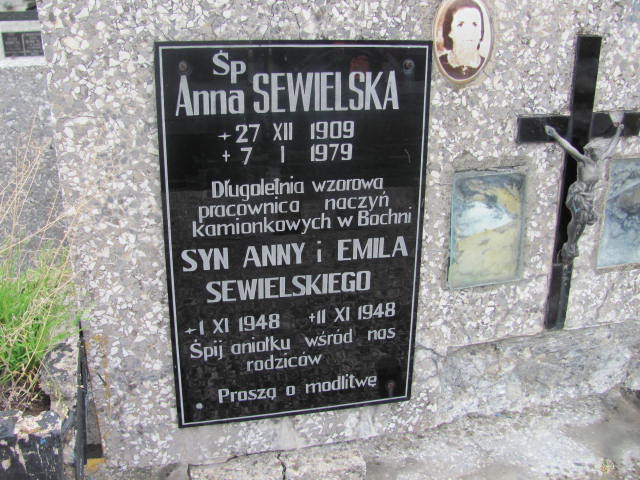 Śp
Anna SEWIELSKA
+ 27 XII 1909
+ 7 I 1979
Długoletnia wzorowa
pracownica naczyń
kamionkowych w Bochni
SYN ANNY i EMILA
SEWIELSKIEGO
+1 XI 1948 +11 XI 1948
Śpij aniołku wśród nas
rodziców
Proszą o modlitwę